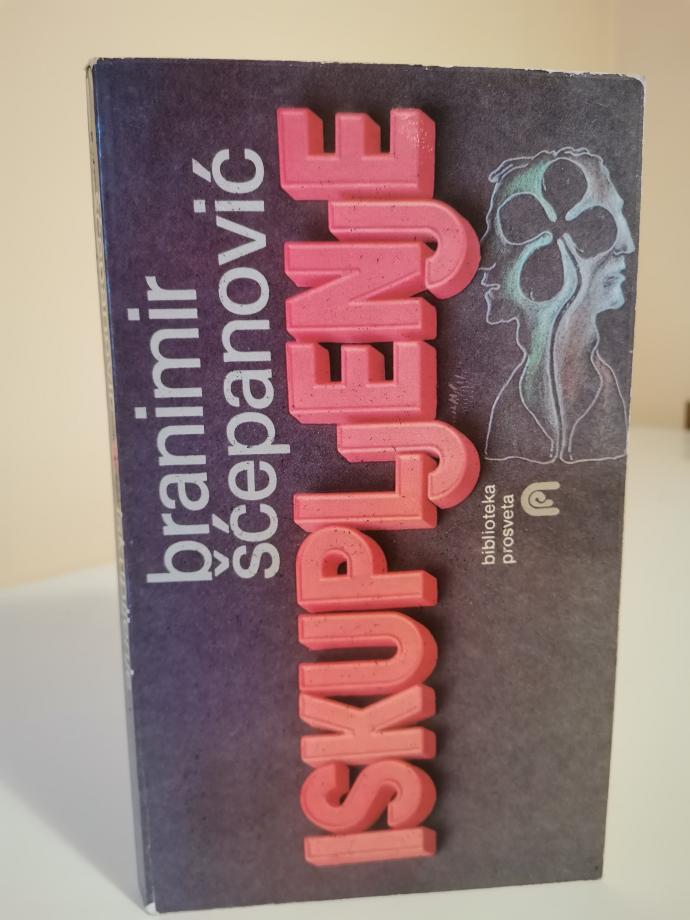 branimir
šćepanović
ISKUPLJENJE
biblioteka
prosveta